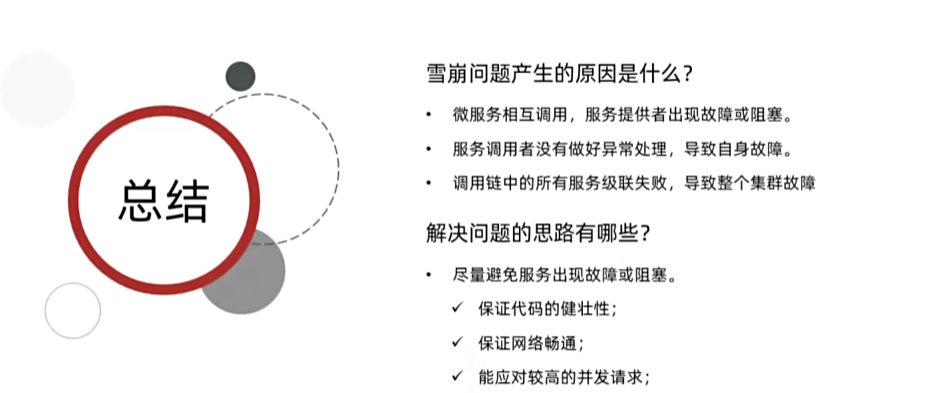 总结
雪崩问题产生的原因是什么?
• 微服务相互调用，服务提供者出现故障或阻塞。
• 服务调用者没有做好异常处理，导致自身故障。
• 调用链中的所有服务级联失败，导致整个集群故障
解决问题的思路有哪些?
• 尽量避免服务出现故障或阻塞。
✓ 保证代码的健壮性；
✓ 保证网络畅通；
✓ 能应对较高的并发请求；